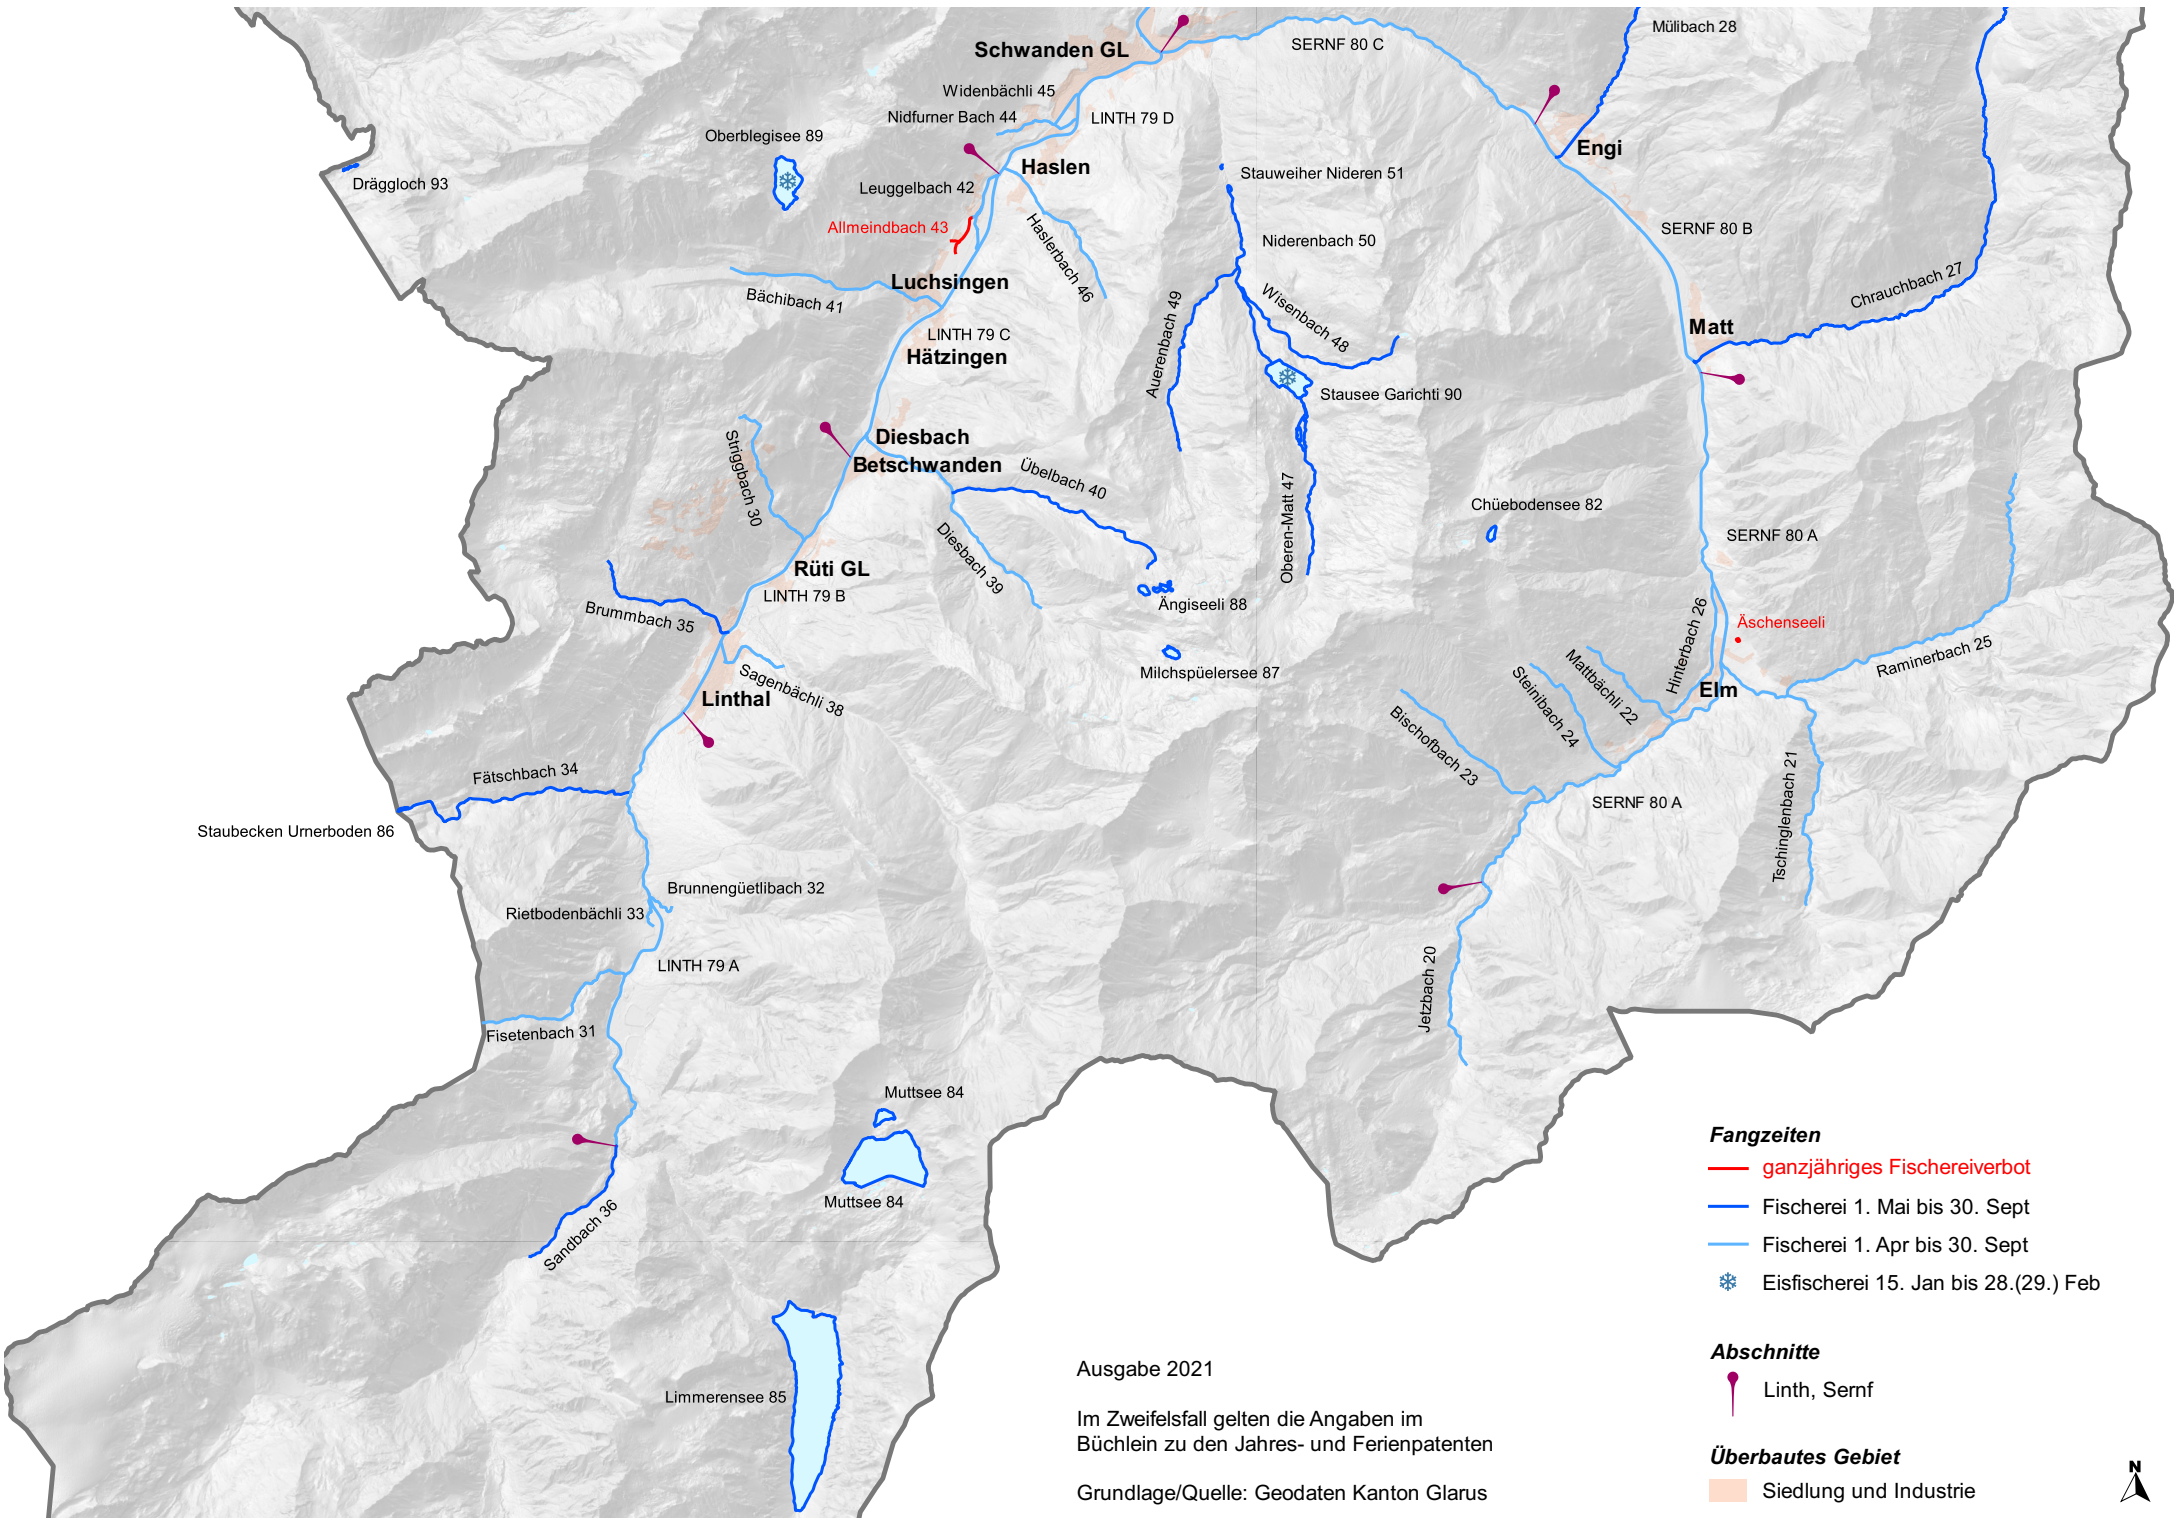 Mülibach 28
SERNF 80 C
Schwanden GL
Widenbächli 45
Nidfurner Bach 44
LINTH 79 D
Oberblegisee 89
Engi
Haslen
Stauweiher Nideren 51
Dräggloch 93
Leuggelbach 42
Allmeindbach 43
SERNF 80 B
Niderenbach 50
Haslerbach 46
Luchsingen
Chrauchbach 27
Bächibach 41
Wisenbach 48
Auerenbach 49
LINTH 79 C
Matt
Hätzingen
Stausee Garichti 90
Diesbach
Betschwanden
Striggbach 30
Übelbach 40
Oberen-Matt 47
Chüebodensee 82
SERNF 80 A
Diesbach 39
Rüti GL
LINTH 79 B
Ängiseeli 88
Brummbach 35
Hinterbach 26
Äschenseeli
Raminerbach 25
Milchspüelersee 87
Sagenbächli 38
Linthal
Mattbächli 22
Steinibach 24
Elm
Bischofbach 23
Fätschbach 34
SERNF 80 A
Tschinglenbach 21
Staubecken Urnerboden 86
Brunnengüetlibach 32
Rietbodenbächli 33
LINTH 79 A
Jetzbach 20
Fisetenbach 31
Muttsee 84
Muttsee 84
Sandbach 36
Limmerensee 85
Fangzeiten
ganzjähriges Fischereiverbot
Fischerei 1. Mai bis 30. Sept
Fischerei 1. Apr bis 30. Sept
Eisfischerei 15. Jan bis 28.(29.) Feb
Abschnitte
Linth, Sernf
Überbautes Gebiet
Siedlung und Industrie
Ausgabe 2021
Im Zweifelsfall gelten die Angaben im
Büchlein zu den Jahres- und Ferienpatenten
Grundlage/Quelle: Geodaten Kanton Glarus
N